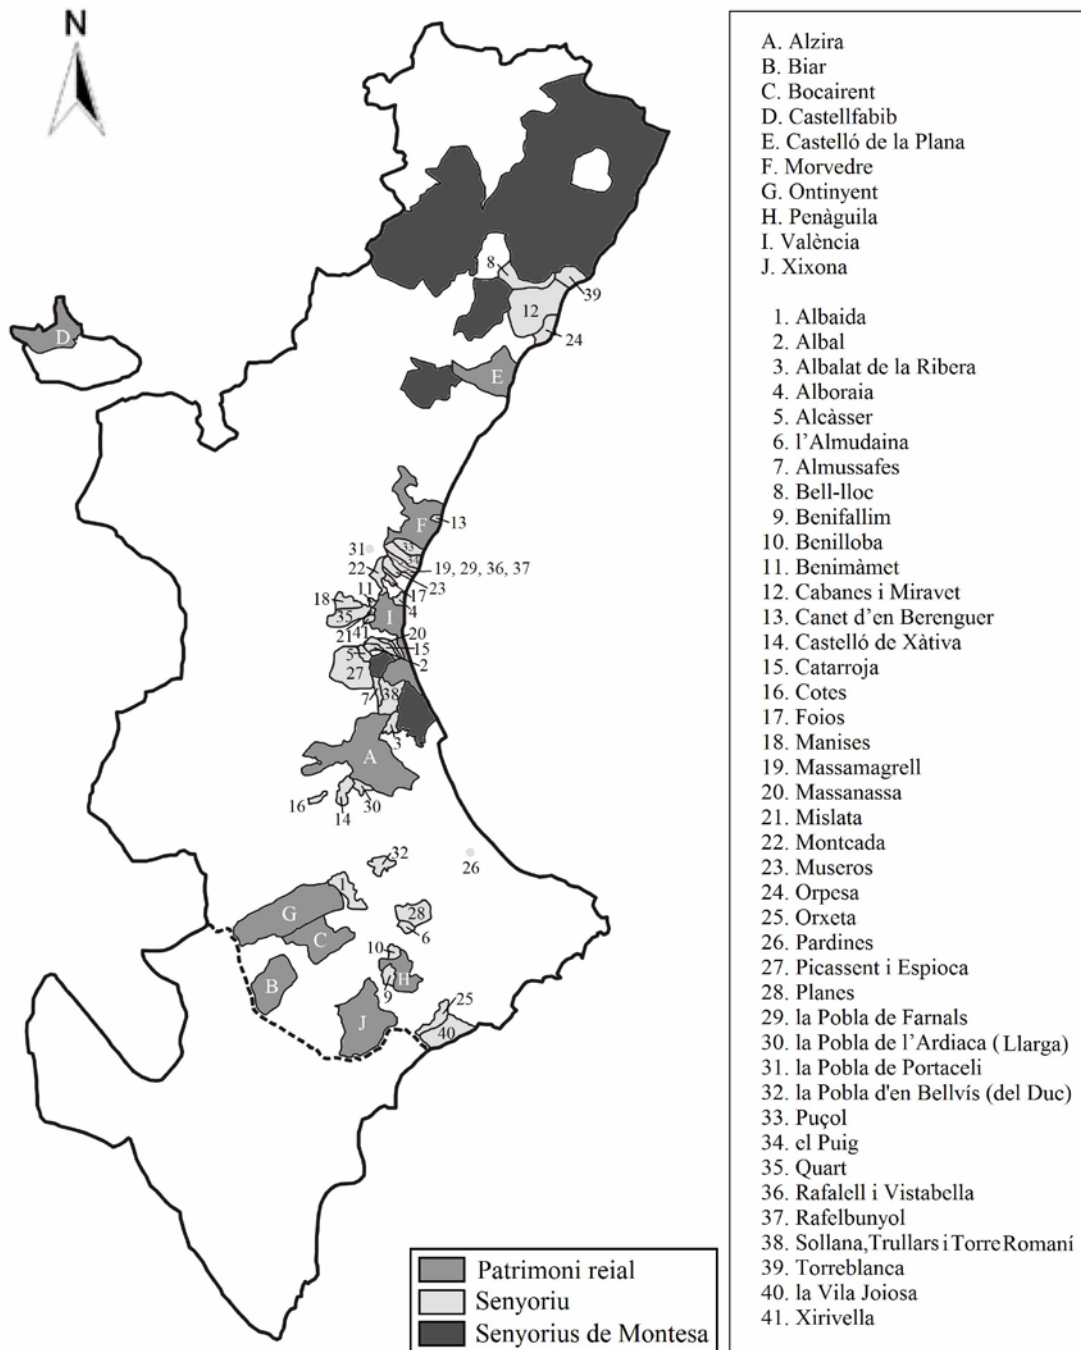 N
A. Alzira
B. Biar
C. Bocairent
D. Castellfabib
E. Castelló de la Plana
F. Morvedre
G. Ontinyent
H. Penàguila
I. València
J. Xixona
1. Albaida
2. Albal
3. Albalat de la Ribera
4. Alboraia
5. Alcàsser
6. l'Almudaina
7. Almussafes
8. Bell-lloc
9. Benifallim
10. Benilloba
11. Benimàmet
12. Cabanes i Miravet
13. Canet d'en Berenguer
14. Castelló de Xàtiva
15. Catarroja
16. Cotes
17. Foios
18. Manises
19. Massamagrell
20. Massanassa
21. Mislata
22. Montcada
23. Museros
24. Orpesa
25. Orxeta
26. Pardines
27. Picassent i Espioca
28. Planes
29. la Pobla de Farnals
30. la Pobla de l'Ardiaca (Llarga)
31. la Pobla de Portaceli
32. la Pobla d'en Bellvís (del Duc)
33. Puçol
34. el Puig
35. Quart
36. Rafalell i Vistabella
37. Rafelbunyol
38. Sollana, Trullars i Torre Romaní
39. Torreblanca
40. la Vila Joiosa
41. Xirivella
8
39
12
24
D
E
F
13
31
33
34
22
19, 29, 36, 37
23
17
18
11
4
35
I
21
41
20
5
15
2
27
7
38
3
A
16
14
30
32
26
1
G
28
C
6
10
B
H
9
25
J
40
Patrimoni reial
Senyoriu
Senyorius de Montesa